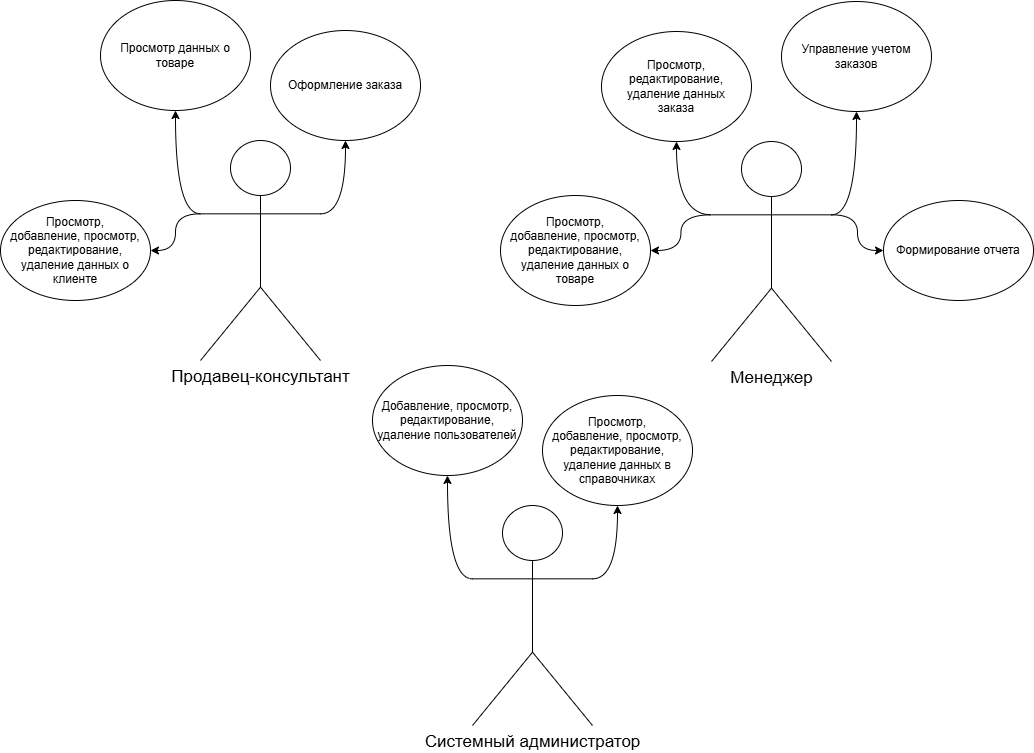 Просмотр данных о
товаре
Оформление заказа
Просмотр,
добавление, просмотр,
редактирование,
удаление данных о
клиенте
Продавец-консультант
Просмотр,
редактирование,
удаление данных
заказа
Управление учетом
заказов
Просмотр,
добавление, просмотр,
редактирование,
удаление данных о
товаре
Формирование отчета
Менеджер
Добавление, просмотр,
редактирование,
удаление пользователей
Просмотр,
добавление, просмотр,
редактирование,
удаление данных в
справочниках
Системный администратор